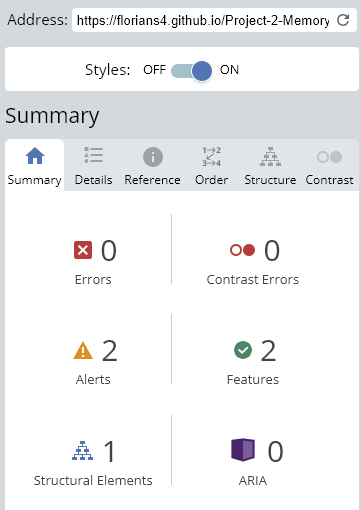 Address: https://florians4.github.io/Project-2-Memory
Styles: OFF ON
Summary
Summary Details Reference Order Structure Contrast
0 0
Errors Contrast Errors
2 2
Alerts Features
1 0
Structural Elements ARIA